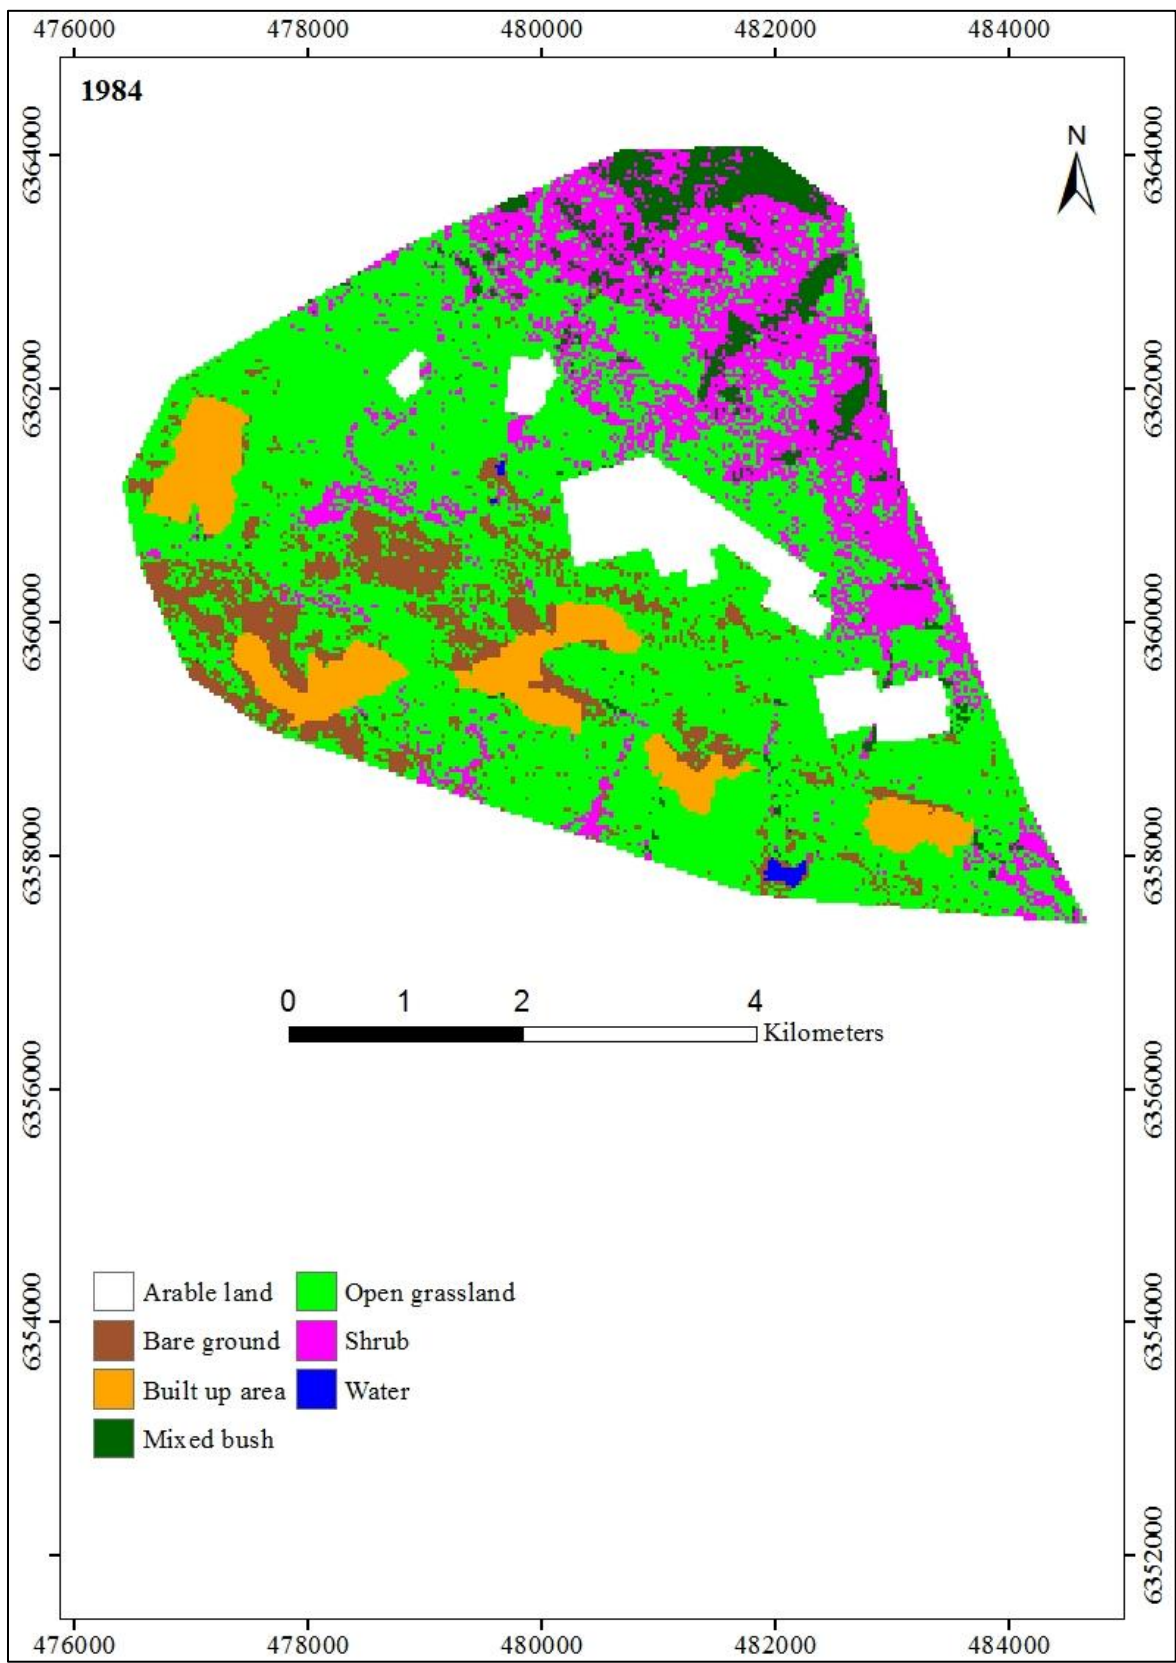 476000 478000 480000 482000 484000
1984
N
6364000 6364000
6362000 6362000
6360000 6360000
6358000 6358000
0 1 2 4
Kilometers
6356000 6356000
Arable land Open grassland
6354000 6354000
Bare ground Shrub
Built up area Water
Mixed bush
6352000
476000 478000 480000 482000 484000